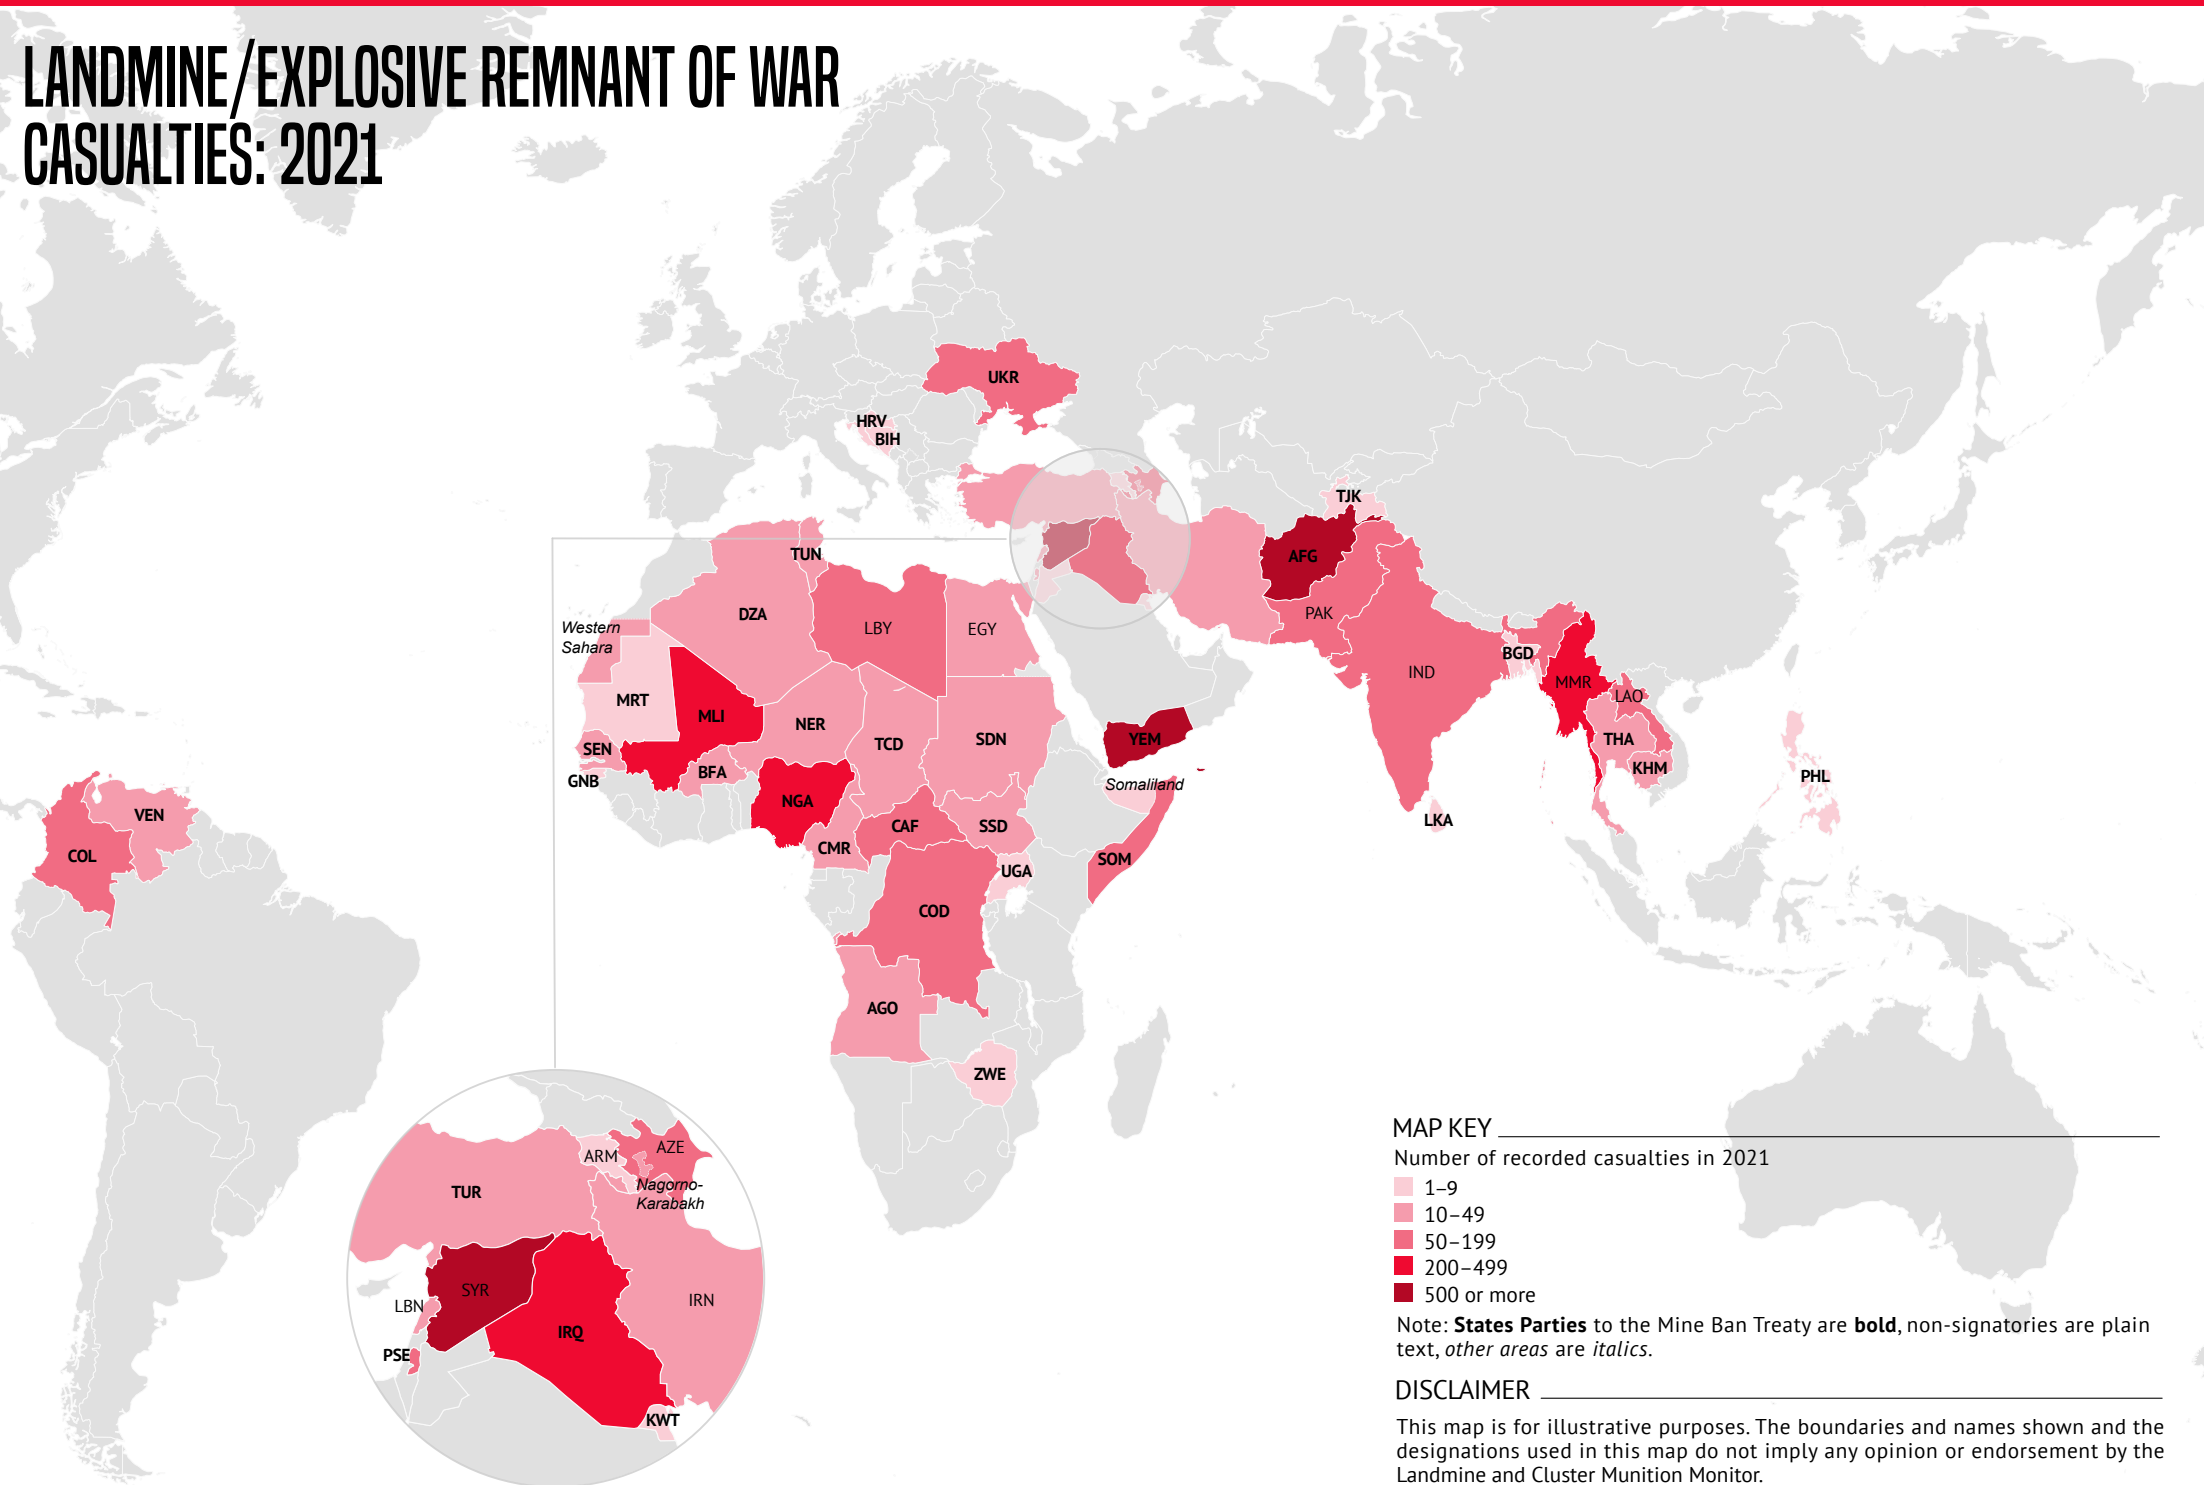 LANDMINE/EXPLOSIVE REMNANT OF WAR
CASUALTIES: 2021
UKR
HRV
BIH
TJK
AFG
TUN
PAK
DZA
LBY
EGY
Western
Sahara
BGD
IND
MMR
LAO
MRT
MLI
NER
TCD
SDN
YEM
THA
SEN
BFA
KHM
PHL
GNB
Somaliland
NGA
VEN
CAF
SSD
LKA
COL
CMR
SOM
UGA
COD
AGO
ZWE
AZE
ARM
Nagorno-
Karabakh
TUR
SYR
LBN
IRN
IRQ
PSE
KWT
MAP KEY
Number of recorded casualties in 2021
1–9
10–49
50–199
200–499
500 or more
Note: States Parties to the Mine Ban Treaty are bold, non-signatories are plain
text, other areas are italics.
DISCLAIMER
This map is for illustrative purposes. The boundaries and names shown and the
designations used in this map do not imply any opinion or endorsement by the
Landmine and Cluster Munition Monitor.